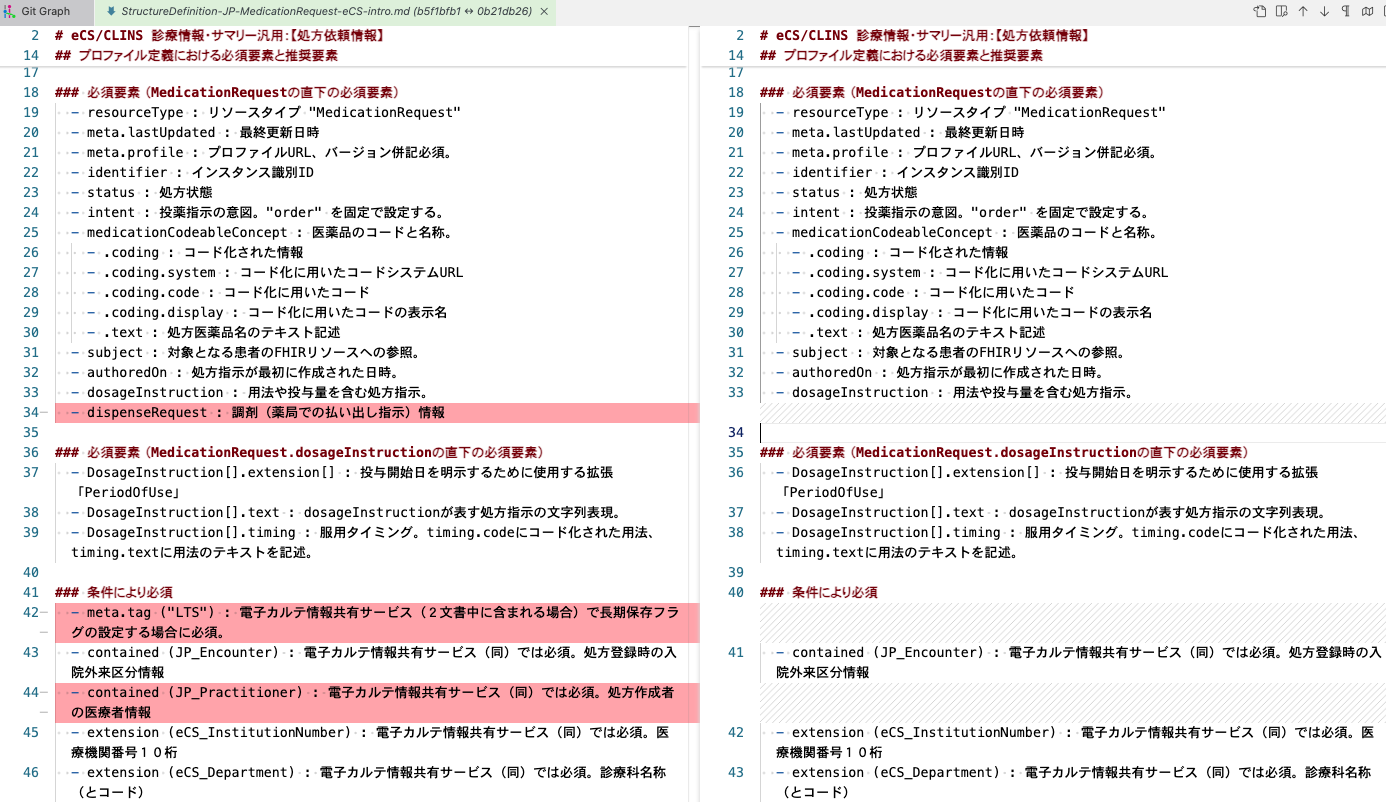 Git Graph
StructureDefinition-JP-MedicationRequest-eCS-intro.md (b5f1bfb1 ↔ 0b21db26) ×
2 # eCS/CLINS 診療情報・サマリー汎用:【処方依頼情報】
14 ## プロファイル定義における必須要素と推奨要素
17
18 ### 必須要素（MedicationRequestの直下の必須要素）
19 - resourceType : リソースタイプ "MedicationRequest"
20 - meta.lastUpdated : 最終更新日時
21 - meta.profile : プロファイルURL、バージョン併記必須。
22 - identifier : インスタンス識別ID
23 - status : 処方状態
24 - intent : 投薬指示の意図。"order" を固定で設定する。
25 - medicationCodeableConcept : 医薬品のコードと名称。
26 - .coding : コード化された情報
27 - .coding.system : コード化に用いたコードシステムURL
28 - .coding.code : コード化に用いたコード
29 - .coding.display : コード化に用いたコードの表示名
30 - .text : 処方医薬品名のテキスト記述
31 - subject : 対象となる患者のFHIRリソースへの参照。
32 - authoredOn : 処方指示が最初に作成された日時。
33 - dosageInstruction : 用法や投与量を含む処方指示。
34 - dispenseRequest : 調剤（薬局での払い出し指示）情報
35
36 ### 必須要素（MedicationRequest.dosageInstructionの直下の必須要素）
37 - DosageInstruction[].extension[] : 投与開始日を明示するために使用する拡張
「PeriodOfUse」
38 - DosageInstruction[].text : dosageInstructionが表す処方指示の文字列表現。
39 - DosageInstruction[].timing : 服用タイミング。timing.codeにコード化された用法、
timing.textに用法のテキストを記述。
40
41 ### 条件により必須
42 - meta.tag ("LTS") : 電子カルテ情報共有サービス（２文書中に含まれる場合）で長期保存フラ
グの設定する場合に必須。
43 - contained (JP_Encounter) : 電子カルテ情報共有サービス（同）では必須。処方登録時の入
院外来区分情報
44 - contained (JP_Practitioner) : 電子カルテ情報共有サービス（同）では必須。処方作成者
の医療者情報
45 - extension (eCS_InstitutionNumber) : 電子カルテ情報共有サービス（同）では必須。医
療機関番号１０桁
46 - extension (eCS_Department) : 電子カルテ情報共有サービス（同）では必須。診療科名称
（とコード）
2 # eCS/CLINS 診療情報・サマリー汎用:【処方依頼情報】
14 ## プロファイル定義における必須要素と推奨要素
17
18 ### 必須要素（MedicationRequestの直下の必須要素）
19 - resourceType : リソースタイプ "MedicationRequest"
20 - meta.lastUpdated : 最終更新日時
21 - meta.profile : プロファイルURL、バージョン併記必須。
22 - identifier : インスタンス識別ID
23 - status : 処方状態
24 - intent : 投薬指示の意図。"order" を固定で設定する。
25 - medicationCodeableConcept : 医薬品のコードと名称。
26 - .coding : コード化された情報
27 - .coding.system : コード化に用いたコードシステムURL
28 - .coding.code : コード化に用いたコード
29 - .coding.display : コード化に用いたコードの表示名
30 - .text : 処方医薬品名のテキスト記述
31 - subject : 対象となる患者のFHIRリソースへの参照。
32 - authoredOn : 処方指示が最初に作成された日時。
33 - dosageInstruction : 用法や投与量を含む処方指示。
34
35 ### 必須要素（MedicationRequest.dosageInstructionの直下の必須要素）
36 - DosageInstruction[].extension[] : 投与開始日を明示するために使用する拡張
「PeriodOfUse」
37 - DosageInstruction[].text : dosageInstructionが表す処方指示の文字列表現。
38 - DosageInstruction[].timing : 服用タイミング。timing.codeにコード化された用法、
timing.textに用法のテキストを記述。
39
40 ### 条件により必須
41 - contained (JP_Encounter) : 電子カルテ情報共有サービス（同）では必須。処方登録時の入
院外来区分情報
42 - extension (eCS_InstitutionNumber) : 電子カルテ情報共有サービス（同）では必須。医
療機関番号１０桁
43 - extension (eCS_Department) : 電子カルテ情報共有サービス（同）では必須。診療科名称
（とコード）